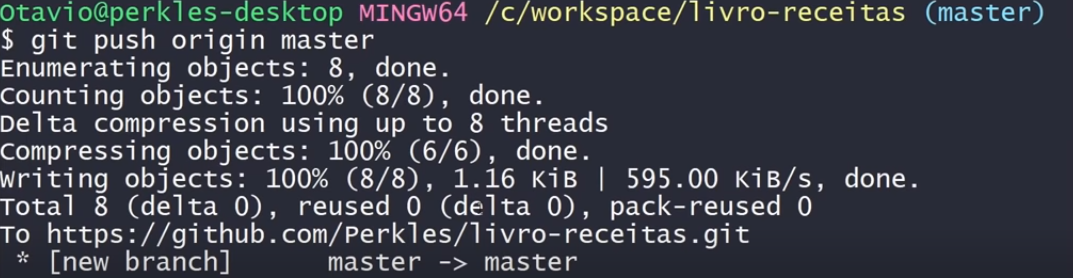 Otavio@perkles-desktop MINGW64 /c/workspace/livro-receitas (master)
$ git push origin master
Enumerating objects: 8, done.
Counting objects: 100% (8/8), done.
Delta compression using up to 8 threads
Compressing objects: 100% (6/6), done.
Writing objects: 100% (8/8), 1.16 KiB | 595.00 KiB/s, done.
Total 8 (delta 0), reused 0 (delta 0), pack-reused 0
To https://github.com/Perkles/livro-receitas.git
 * [new branch]      master -> master